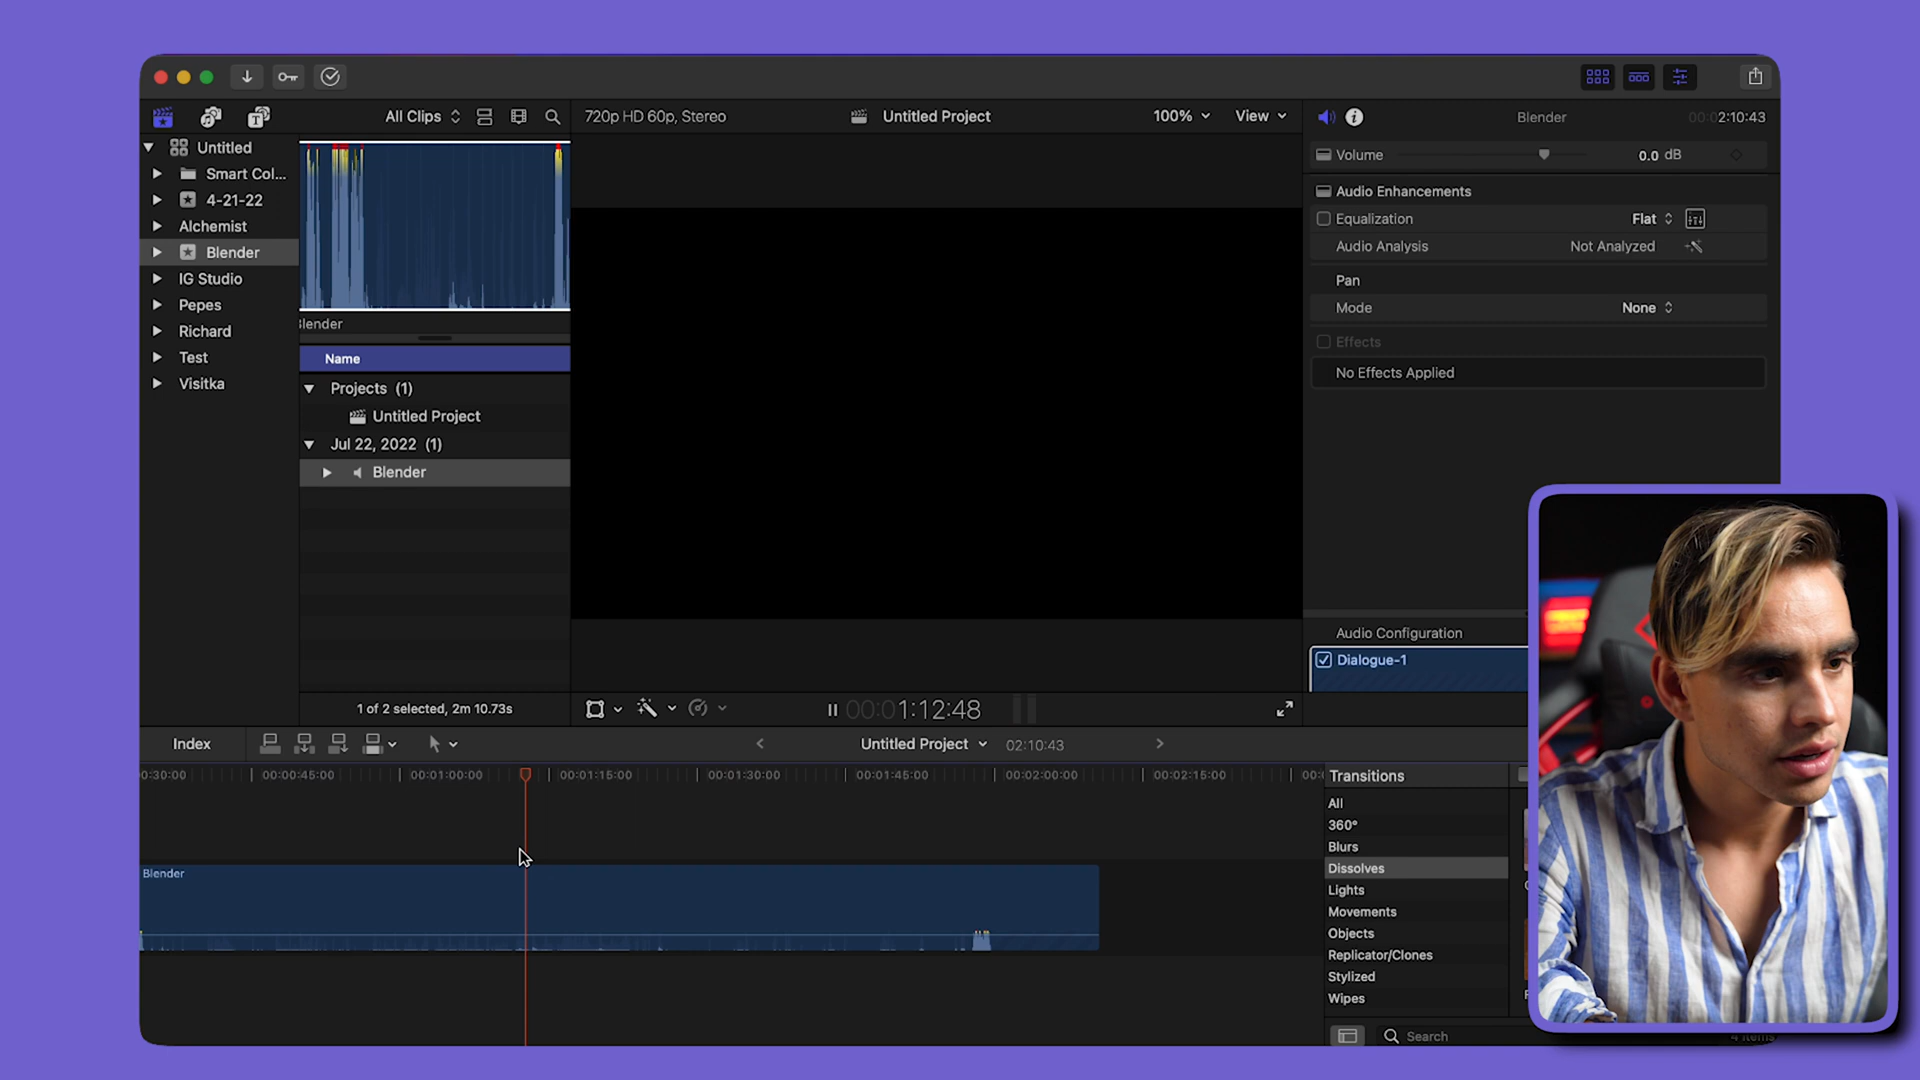 All Clips
720p HD 60p, Stereo
Untitled Project
100%
View
Blender
00:02:10:43
Untitled
Smart Col...
4-21-22
Alchemist
Blender
IG Studio
Pepes
Richard
Test
Visitka
Blender
Name
Projects (1)
Untitled Project
Jul 22, 2022 (1)
Blender
1 of 2 selected, 2m 10.73s
00:01:12:48
Volume
0.0 dB
Audio Enhancements
Equalization
Flat
Audio Analysis
Not Analyzed
Pan
Mode
None
Effects
No Effects Applied
Audio Configuration
Dialogue-1
Index
Untitled Project
02:10:43
0:30:00
00:00:45:00
00:01:00:00
00:01:15:00
00:01:30:00
00:01:45:00
00:02:00:00
00:02:15:00
Blender
Transitions
All
360°
Blurs
Dissolves
Lights
Movements
Objects
Replicator/Clones
Stylized
Wipes
Search
4 items